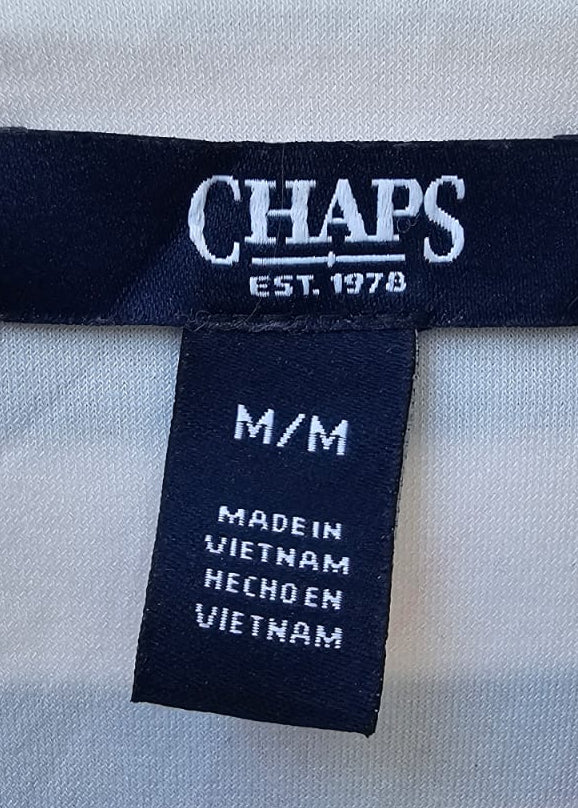 CHAPS
EST. 1978
M/M
MADE IN
VIETNAM
HECHO EN
VIETNAM